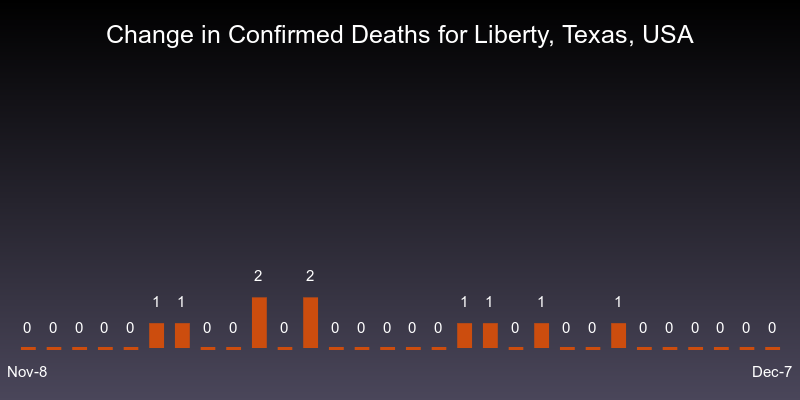 Change in Confirmed Deaths for Liberty, Texas, USA
2 2
1 1 1 1 1 1
0 0 0 0 0 0 0 0 0 0 0 0 0 0 0 0 0 0 0 0 0 0
Nov-8 Dec-7